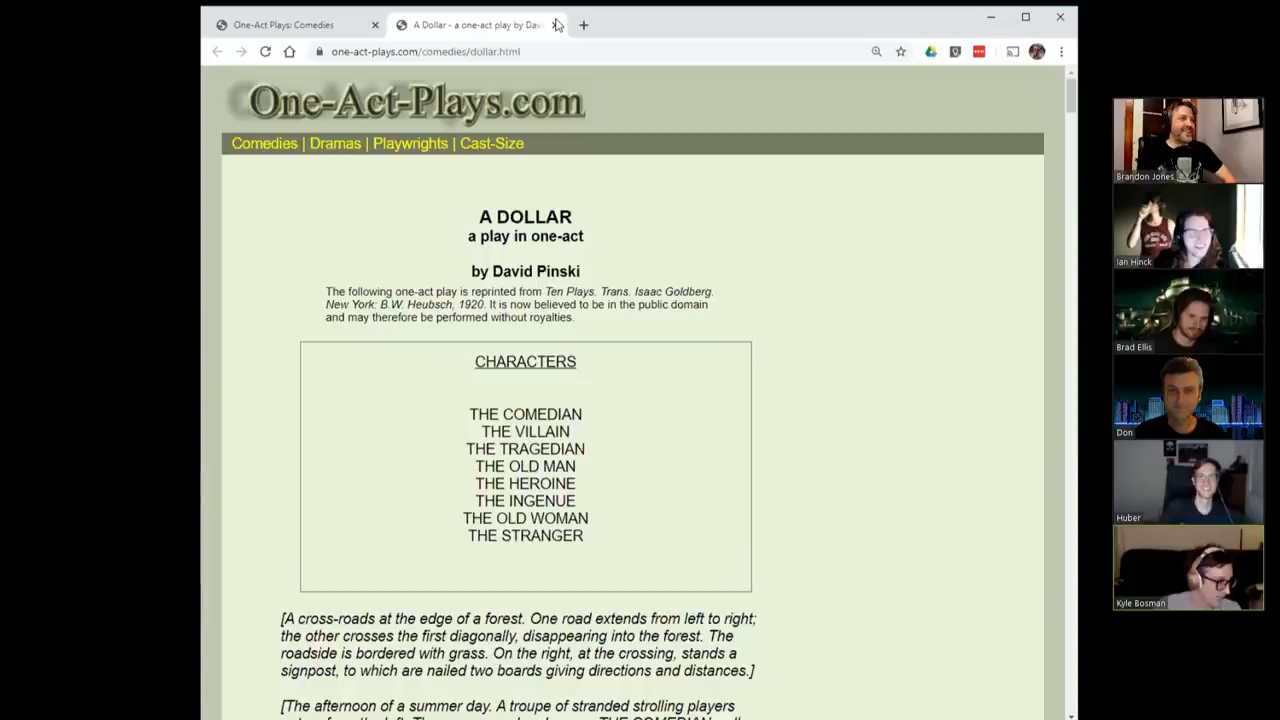 One-Act Plays: Comedies
A Dollar - a one-act play by Dav
one-act-plays.com/comedies/dollar.html
One-Act-Plays.com
Comedies | Dramas | Playwrights | Cast-Size
A DOLLAR
a play in one-act
by David Pinski
The following one-act play is reprinted from Ten Plays. Trans. Isaac Goldberg.
New York: B.W. Heubsch, 1920. It is now believed to be in the public domain
and may therefore be performed without royalties.
CHARACTERS
THE COMEDIAN
THE VILLAIN
THE TRAGEDIAN
THE OLD MAN
THE HEROINE
THE INGENUE
THE OLD WOMAN
THE STRANGER
[A cross-roads at the edge of a forest. One road extends from left to right;
the other crosses the first diagonally, disappearing into the forest. The
roadside is bordered with grass. On the right, at the crossing, stands a
signpost, to which are nailed two boards giving directions and distances.]
[The afternoon of a summer day. A troupe of stranded strolling players
Brandon Jones
Ian Hinck
Brad Ellis
Don
Huber
Kyle Bosman